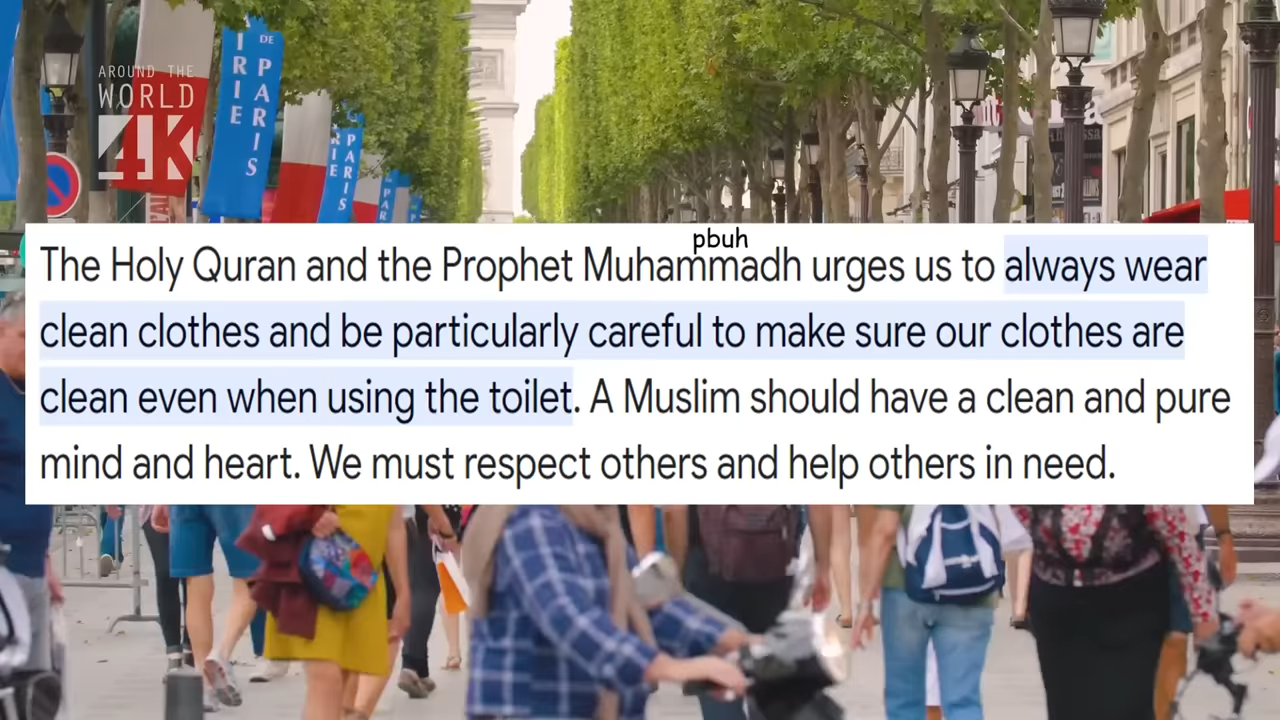 AROUND THE
WORLD
4K
IRIE
DE PARIS
RIE
PARIS
pbuh
The Holy Quran and the Prophet Muhammadh urges us to always wear
clean clothes and be particularly careful to make sure our clothes are
clean even when using the toilet. A Muslim should have a clean and pure
mind and heart. We must respect others and help others in need.